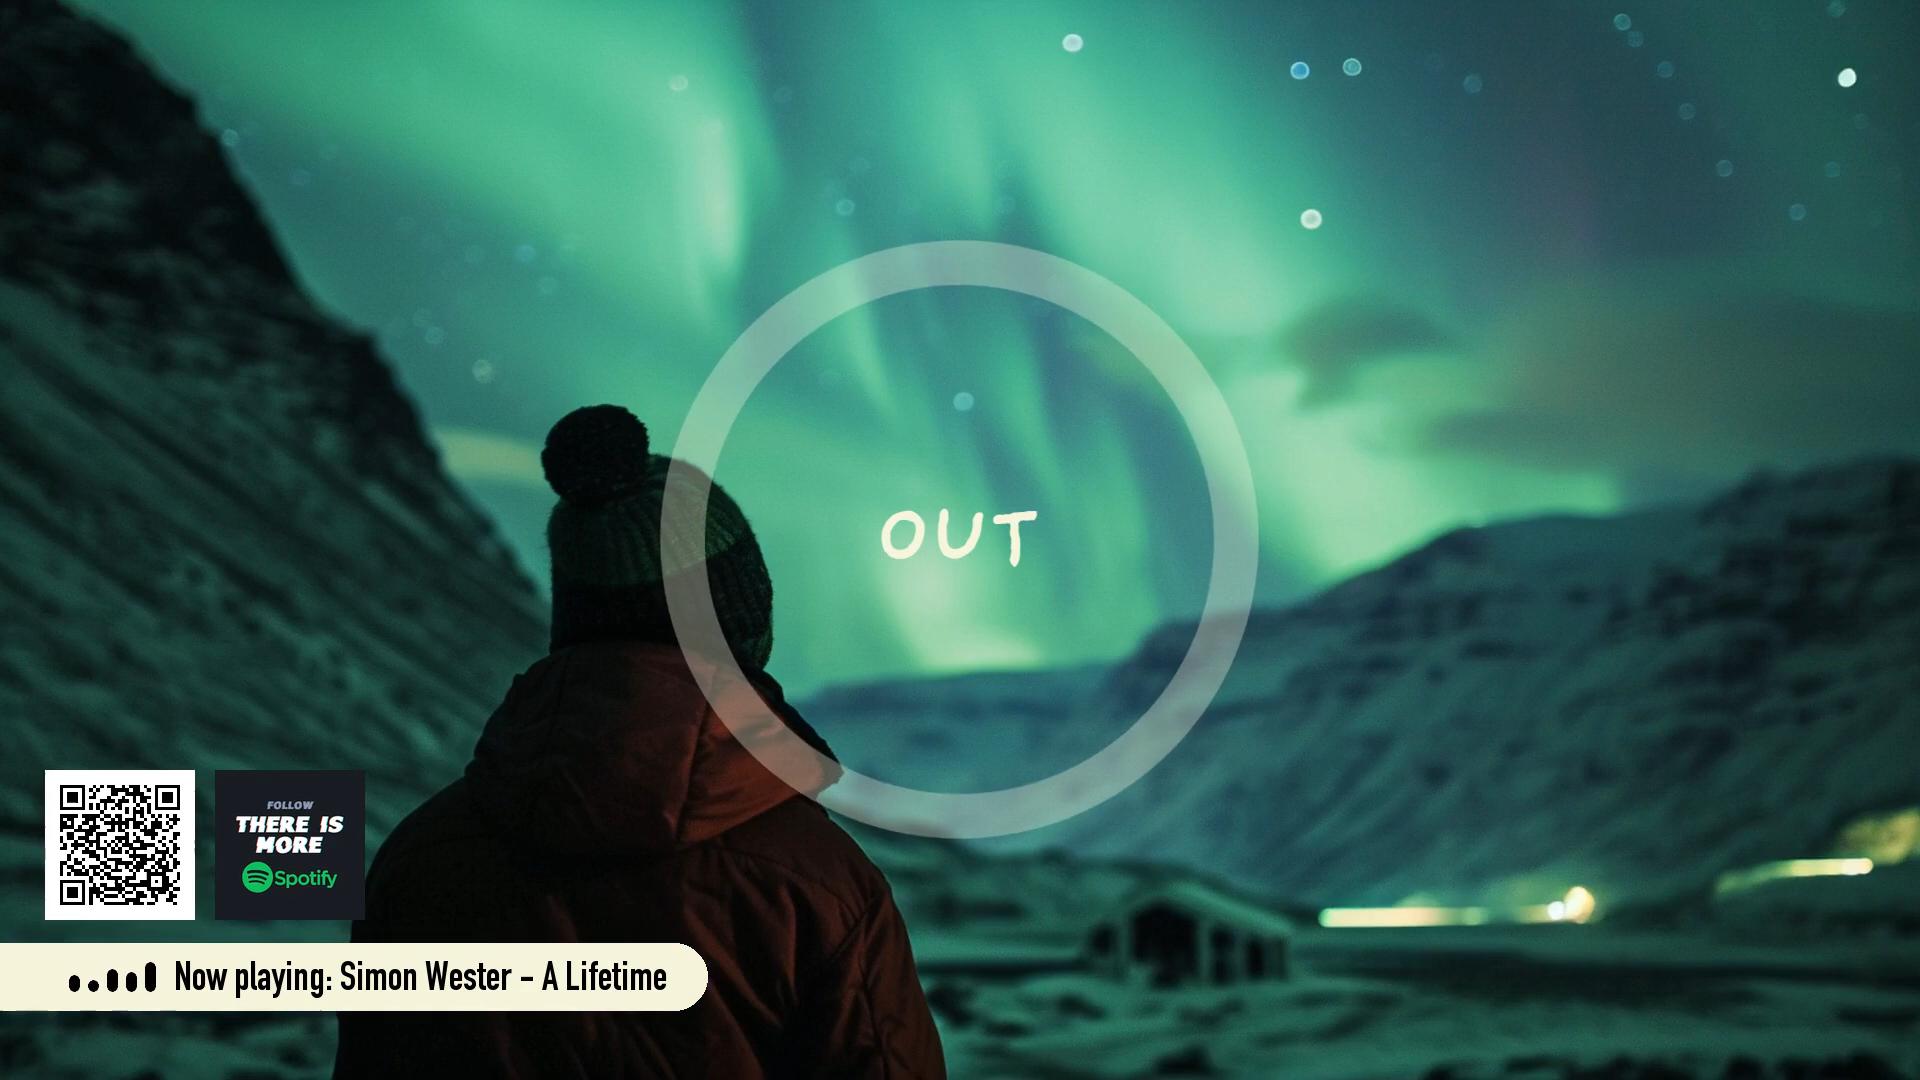 OUT
FOLLOW
THERE IS
MORE
Spotify
Now playing: Simon Wester - A Lifetime